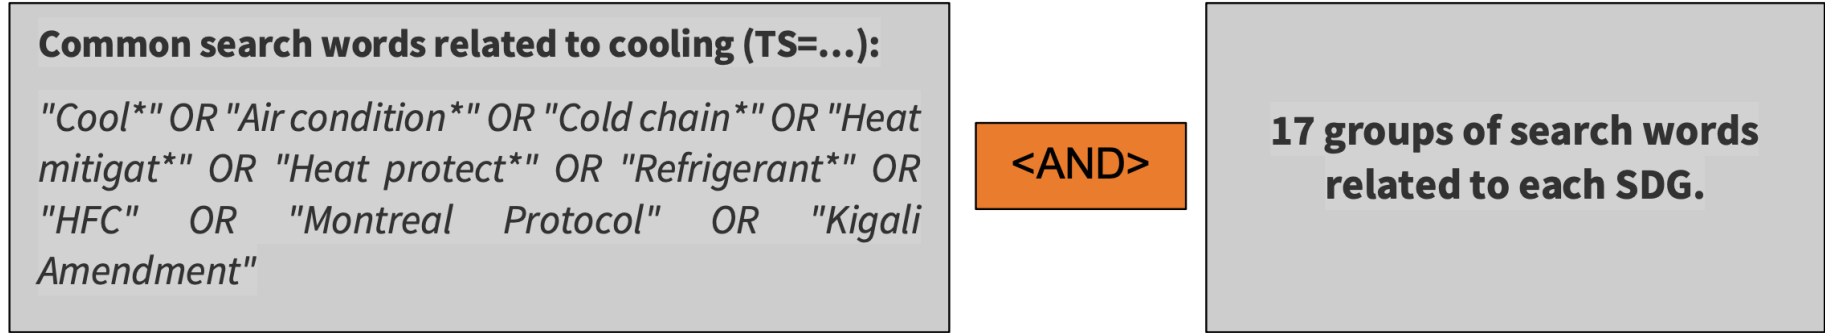 Common search words related to cooling (TS=...):
"Cool*" OR "Air condition*" OR "Cold chain*" OR "Heat
mitigat*" OR "Heat protect*" OR "Refrigerant*" OR
"HFC" OR "Montreal Protocol" OR "Kigali
Amendment"
<AND>
17 groups of search words
related to each SDG.